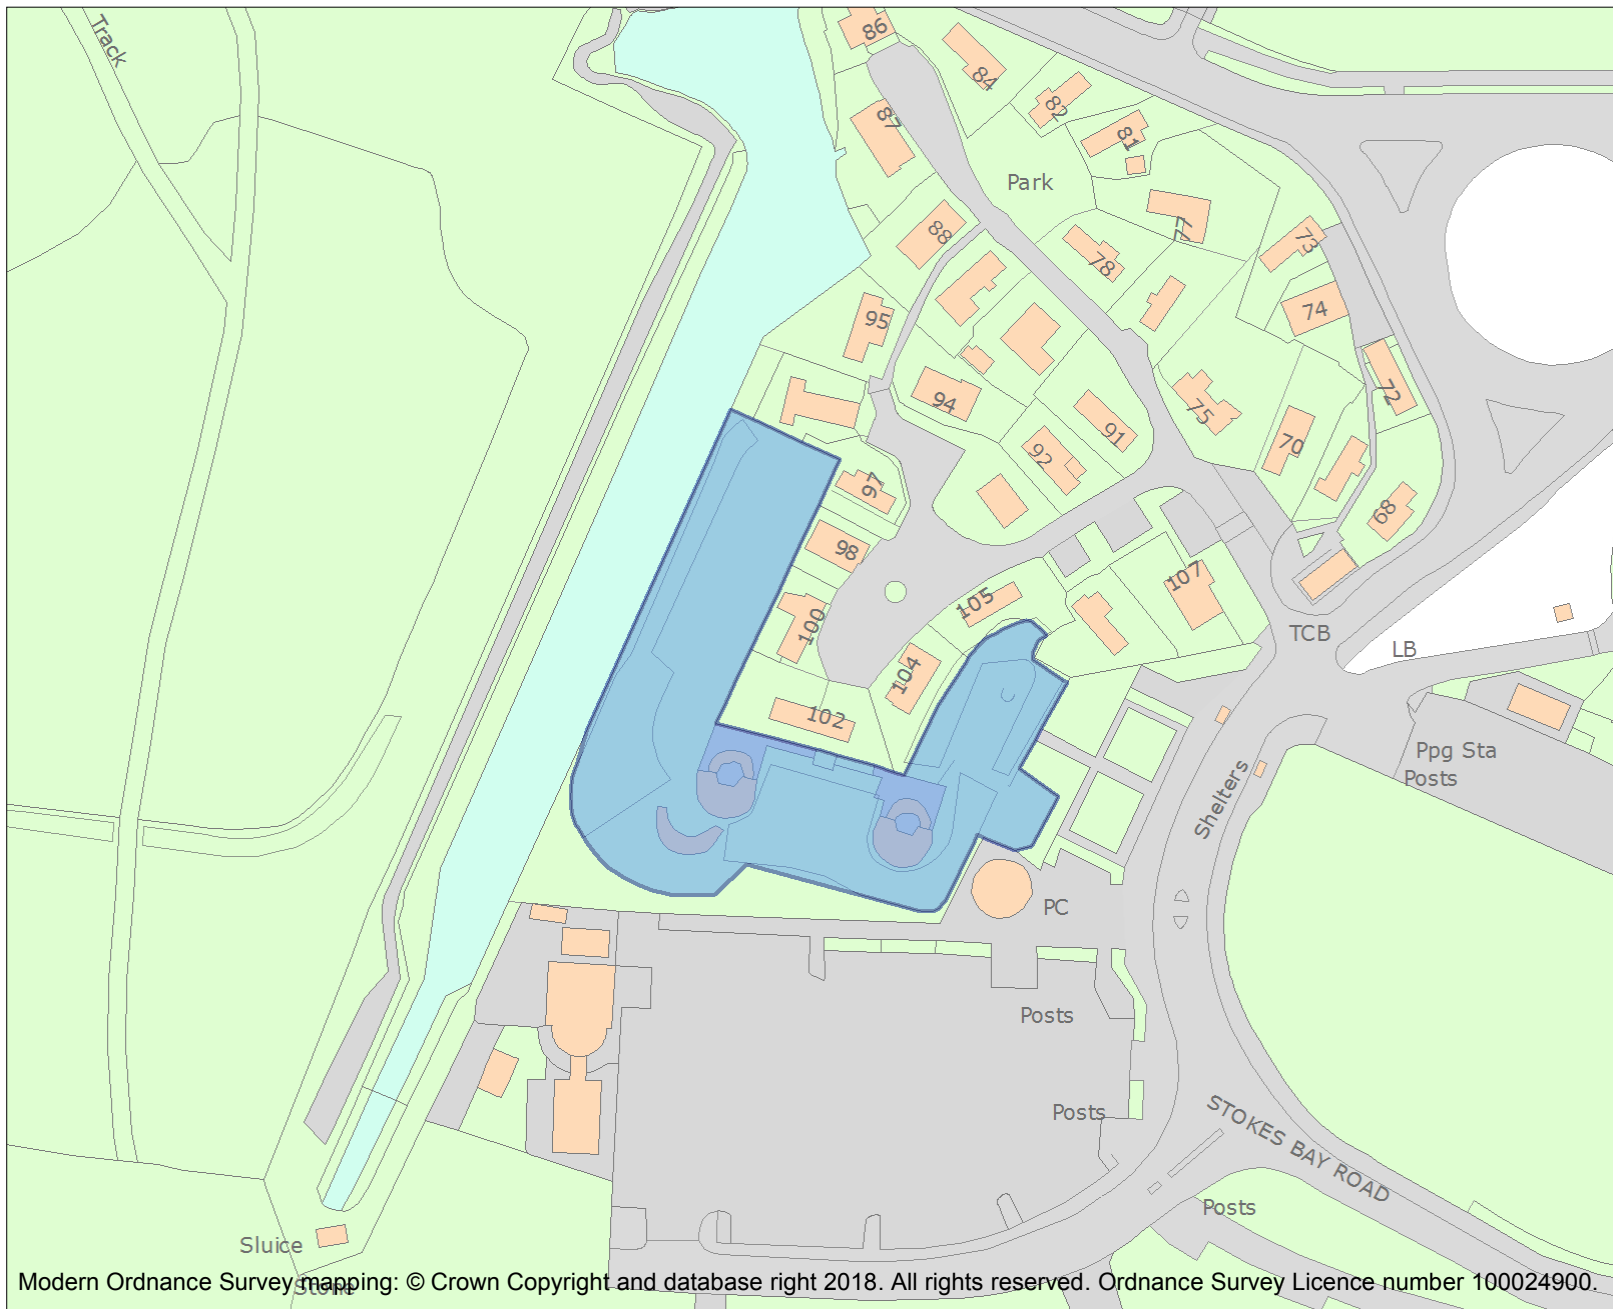 Track
86
84
82
81
87
Park
88
77
78
73
74
95
72
94
91
75
92
70
97
68
98
107
105
100
TCB
LB
104
102
Ppg Sta
Posts
Shelters
PC
Posts
Posts
STOKES BAY ROAD
Posts
Sluice
Stone
Modern Ordnance Survey mapping: © Crown Copyright and database right 2018. All rights reserved. Ordnance Survey Licence number 100024900.